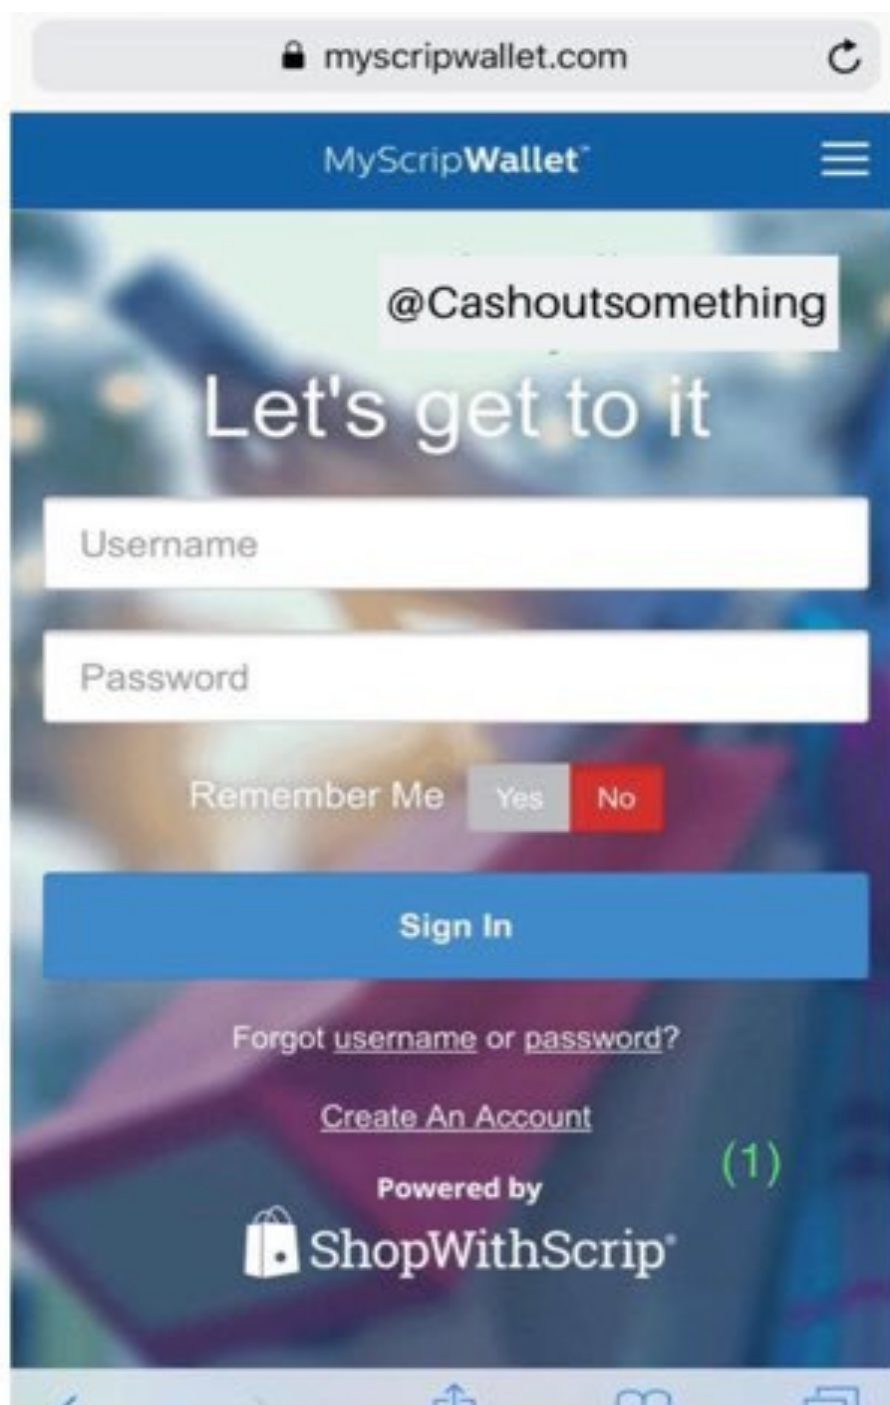 myscripwallet.com
MyScripWallet™
@Cashoutsomething
Let's get to it
Username
Password
Remember Me Yes No
Sign In
Forgot username or password?
Create An Account
(1)
Powered by
ShopWithScrip®